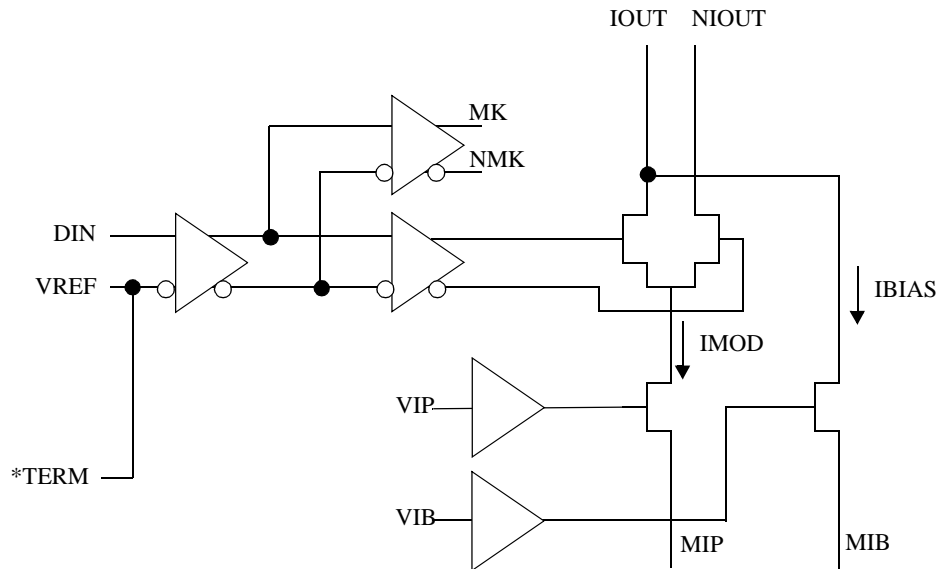 IOUT NIOUT
MK
NMK
DIN
VREF
IBIAS
IMOD
VIP
*TERM
VIB
MIP MIB